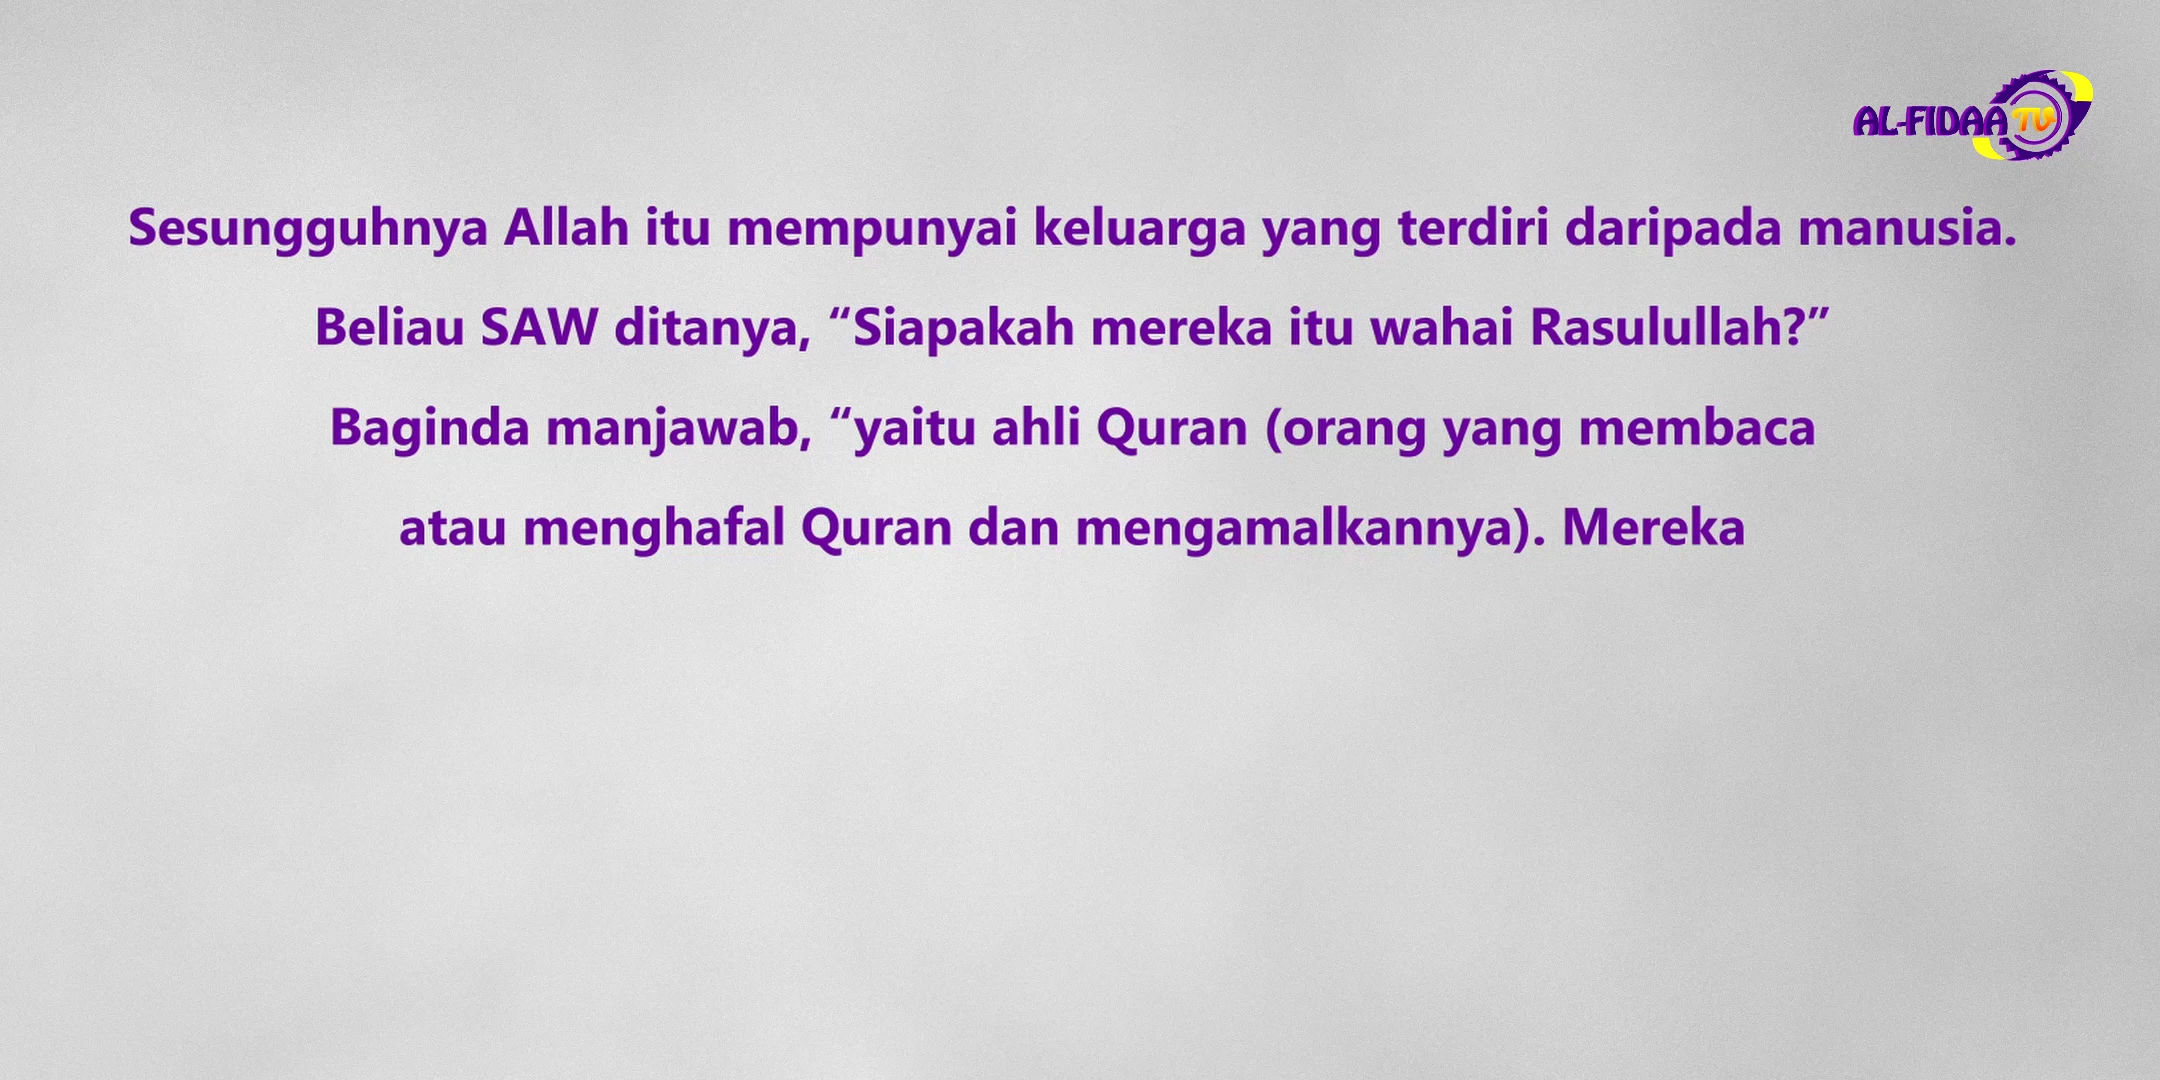 AL-FIDAA TV
Sesungguhnya Allah itu mempunyai keluarga yang terdiri daripada manusia.
Beliau SAW ditanya, “Siapakah mereka itu wahai Rasulullah?”
Baginda manjawab, “yaitu ahli Quran (orang yang membaca
atau menghafal Quran dan mengamalkannya). Mereka